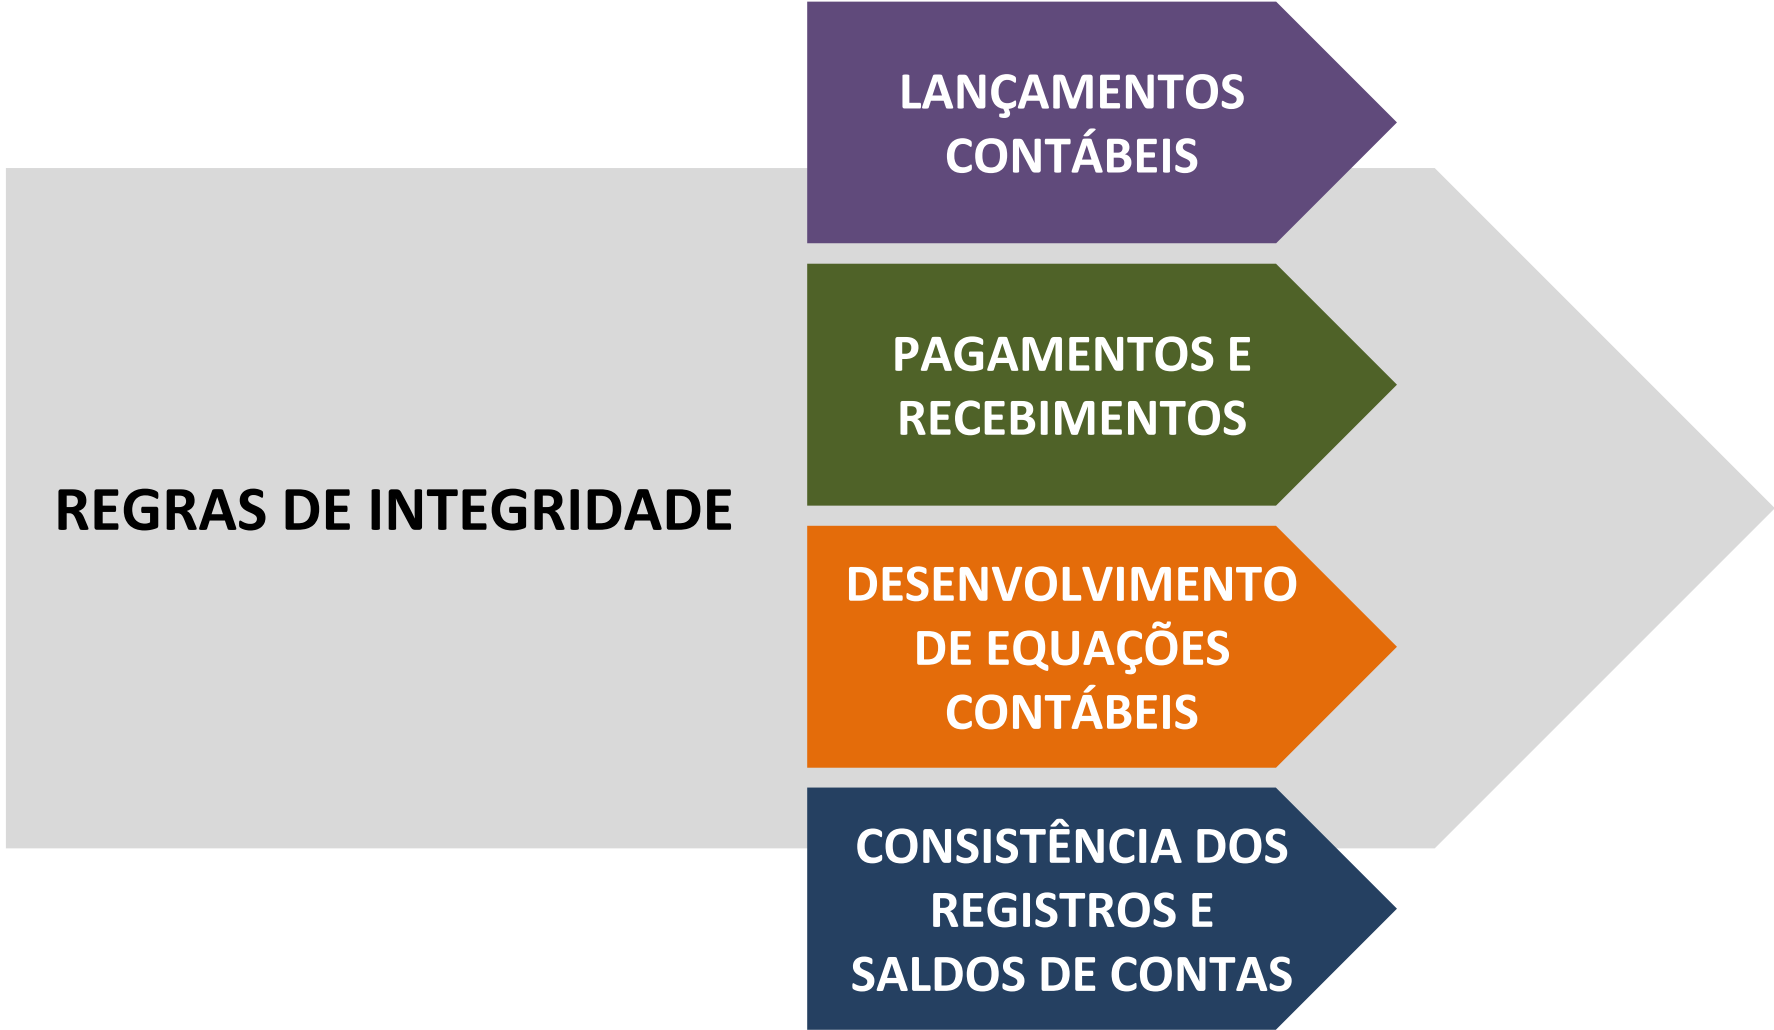 REGRAS DE INTEGRIDADE
LANÇAMENTOS
CONTÁBEIS
PAGAMENTOS E
RECEBIMENTOS
DESENVOLVIMENTO
DE EQUAÇÕES
CONTÁBEIS
CONSISTÊNCIA DOS
REGISTROS E
SALDOS DE CONTAS